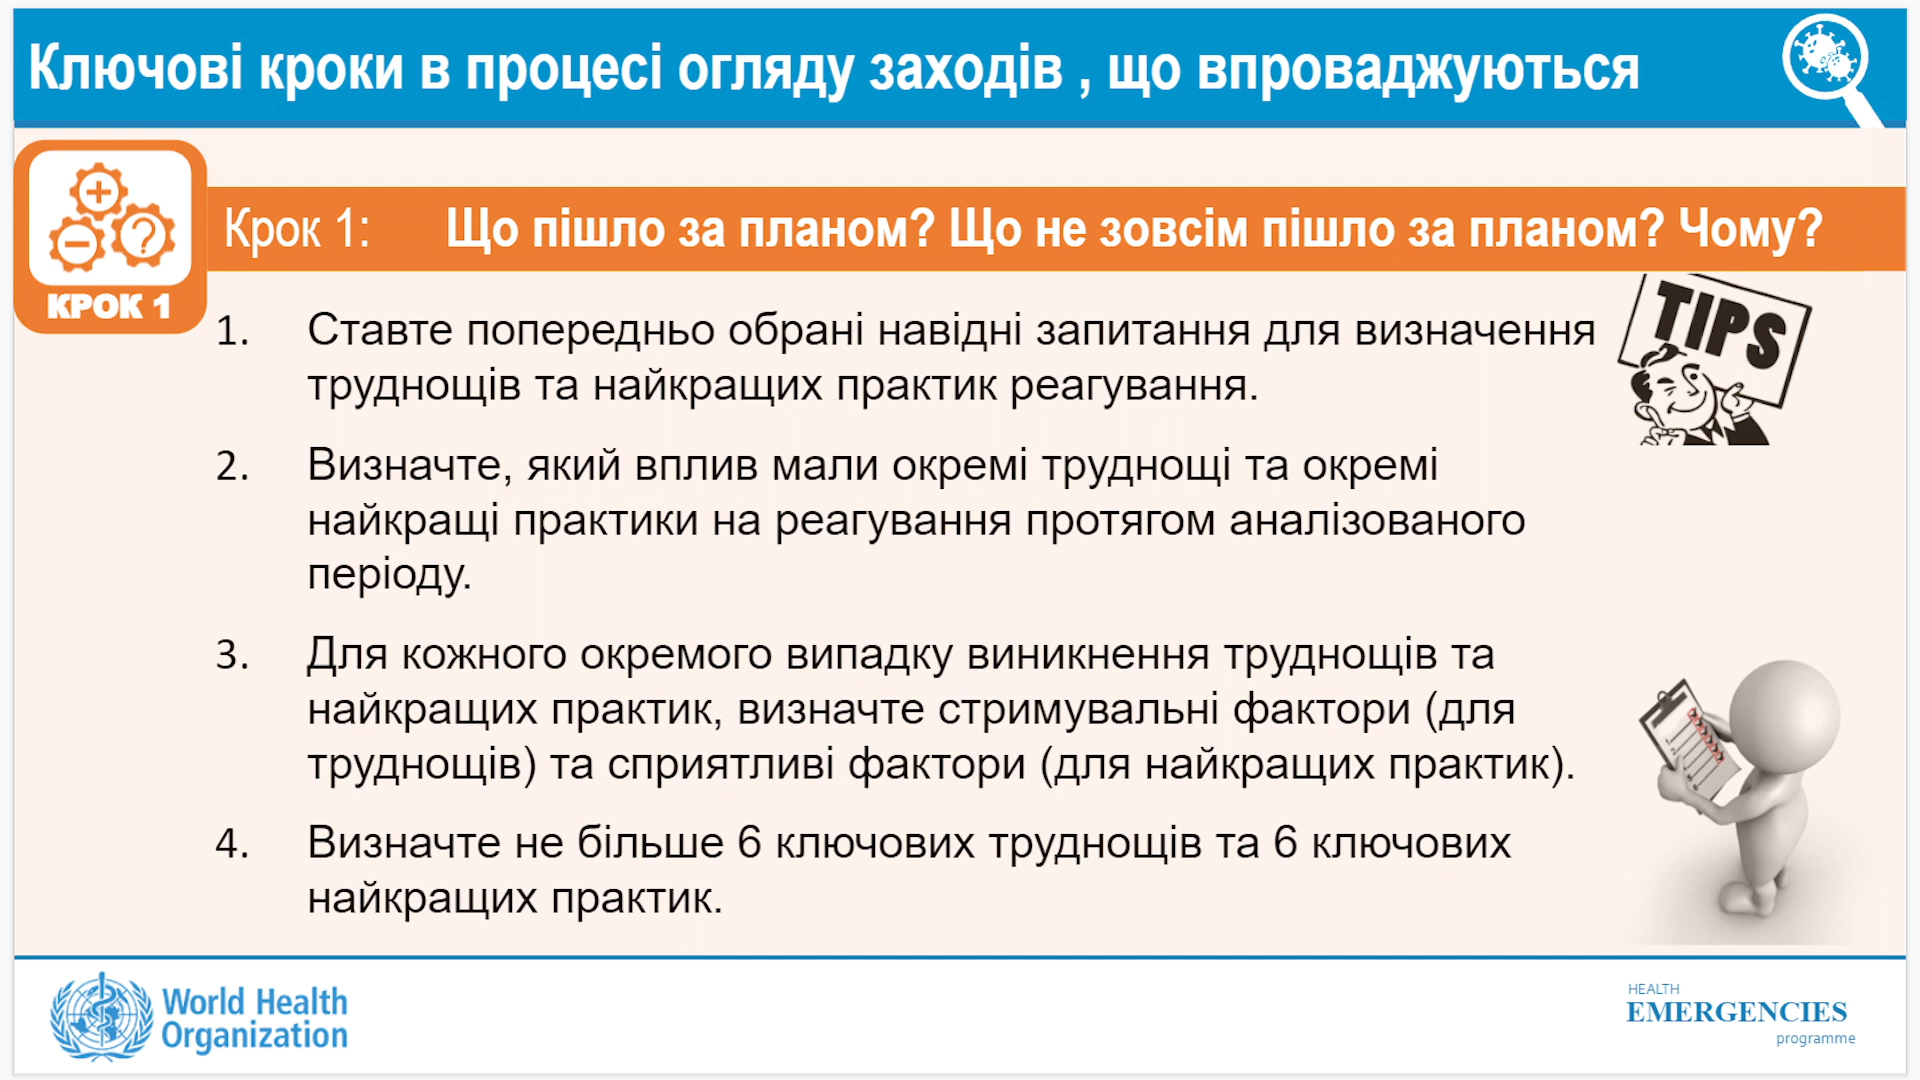 Ключові кроки в процесі огляду заходів , що впроваджуються
КРОК 1
Крок 1: Що пішло за планом? Що не зовсім пішло за планом? Чому?
TIPS
1. Ставте попередньо обрані навідні запитання для визначення
труднощів та найкращих практик реагування.
2. Визначте, який вплив мали окремі труднощі та окремі
найкращі практики на реагування протягом аналізованого
періоду.
3. Для кожного окремого випадку виникнення труднощів та
найкращих практик, визначте стримувальні фактори (для
труднощів) та сприятливі фактори (для найкращих практик).
4. Визначте не більше 6 ключових труднощів та 6 ключових
найкращих практик.
World Health
Organization
HEALTH
EMERGENCIES
programme